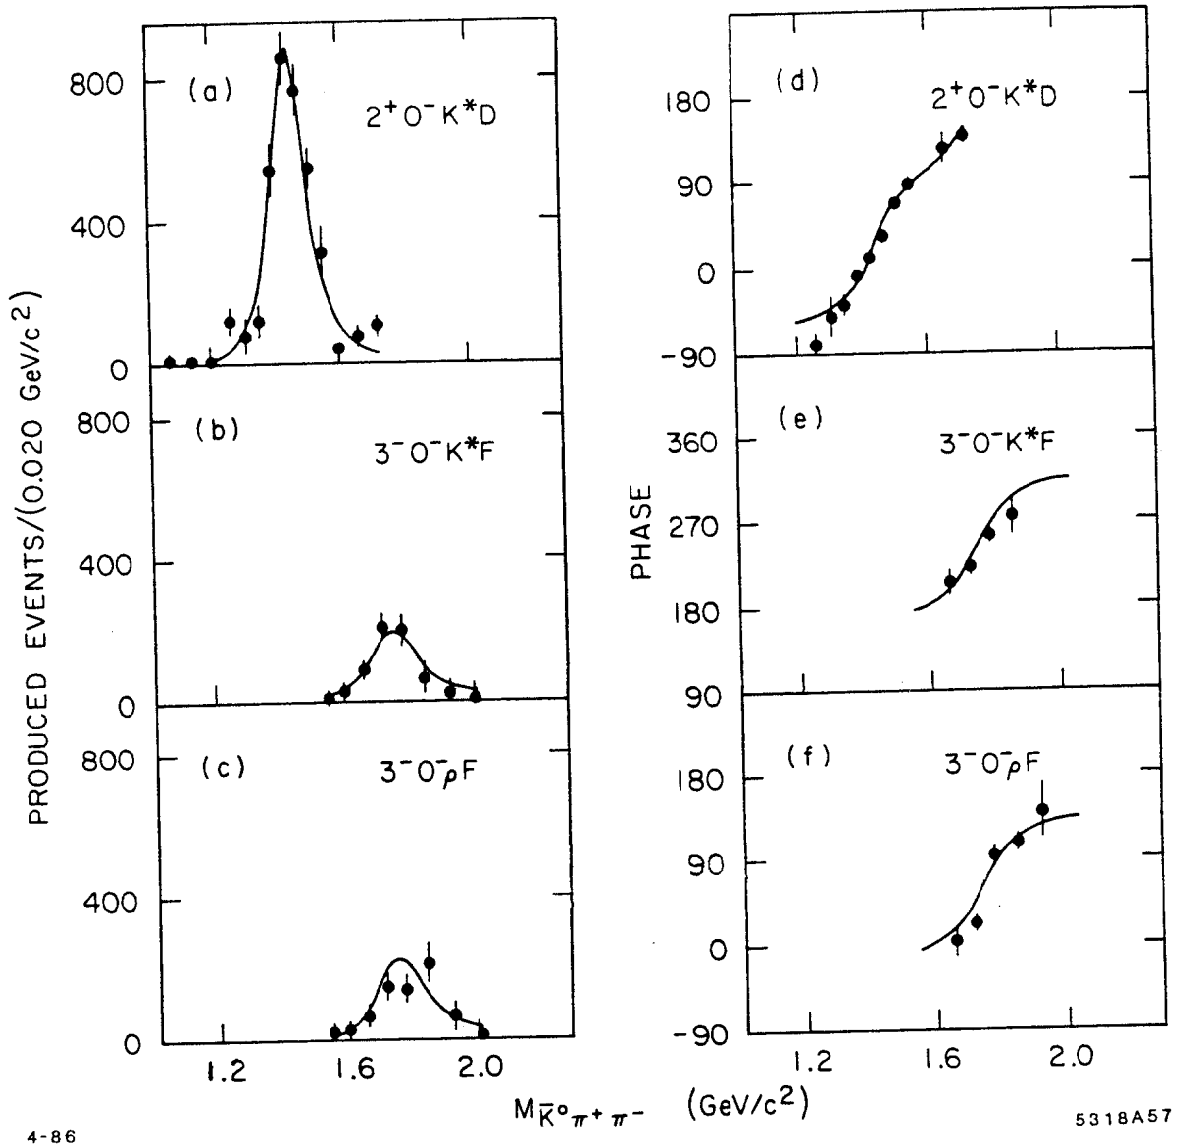 PRODUCED EVENTS/(0.020 GeV/c²)
800
400
0
(a)
2⁺0⁻K*D
800
400
0
(b)
3⁻0⁻K*F
800
400
0
(c)
3⁻0⁻ρF
1.2 1.6 2.0
PHASE
180
90
0
-90
(d)
2⁺0⁻K*D
360
270
180
90
(e)
3⁻0⁻K*F
180
90
0
-90
(f)
3⁻0⁻ρF
1.2 1.6 2.0
M K̄⁰π⁺π⁻ (GeV/c²)
4-86
5318A57